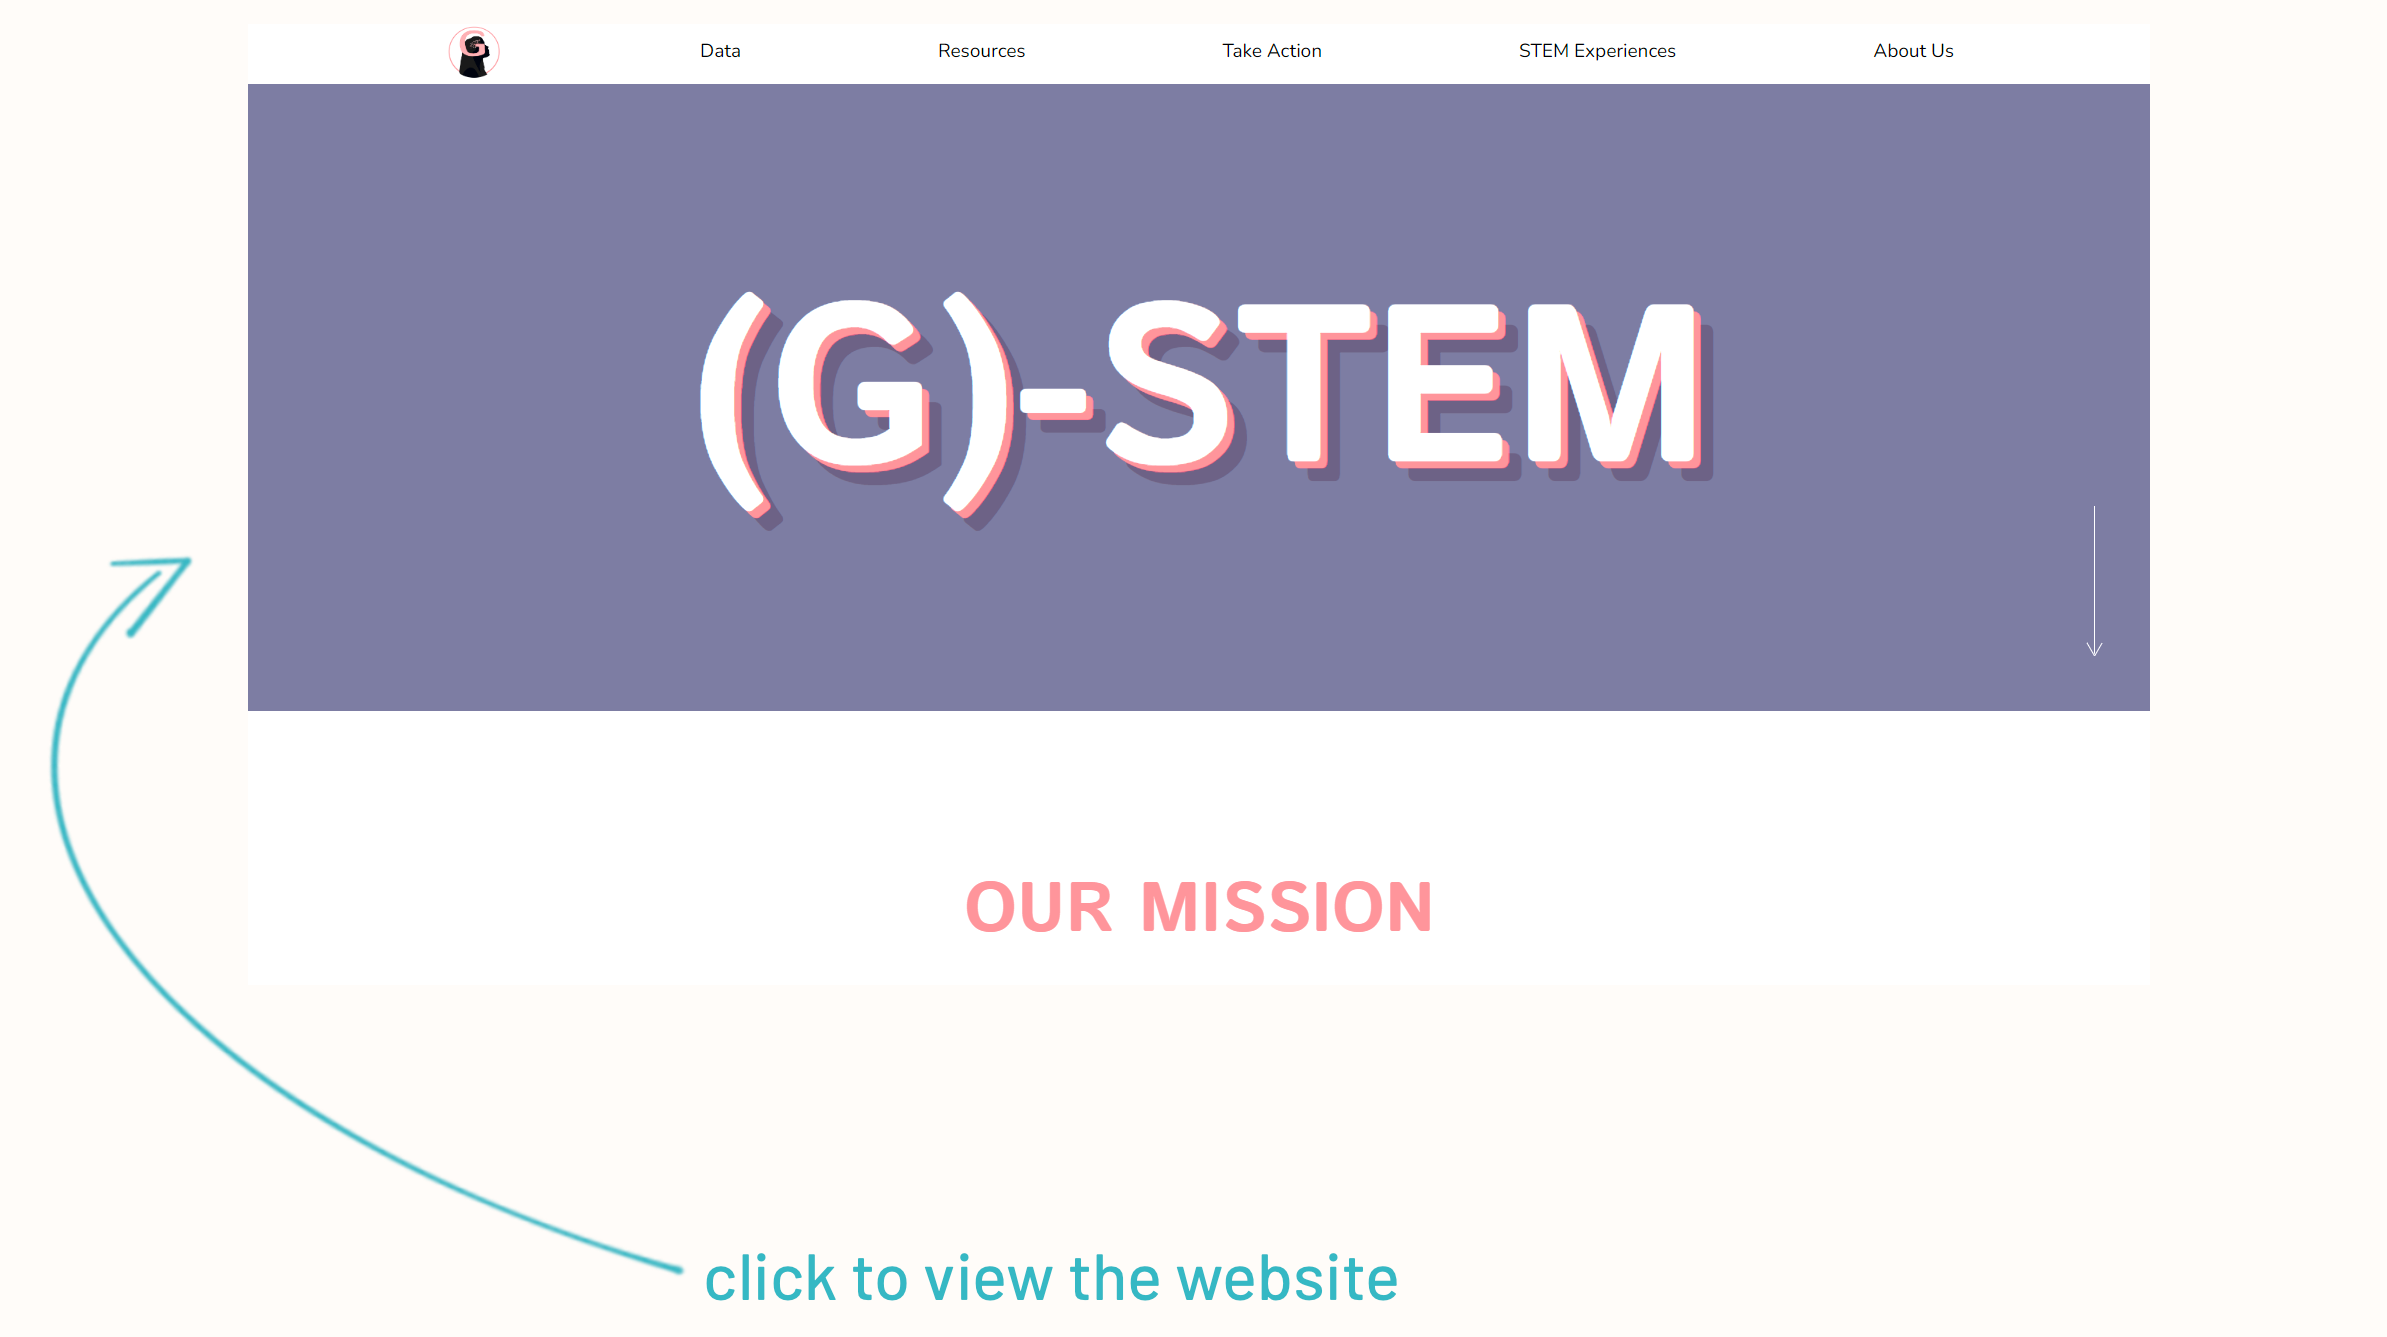 G
Data Resources Take Action STEM Experiences About Us
(G)-STEM
OUR MISSION
click to view the website